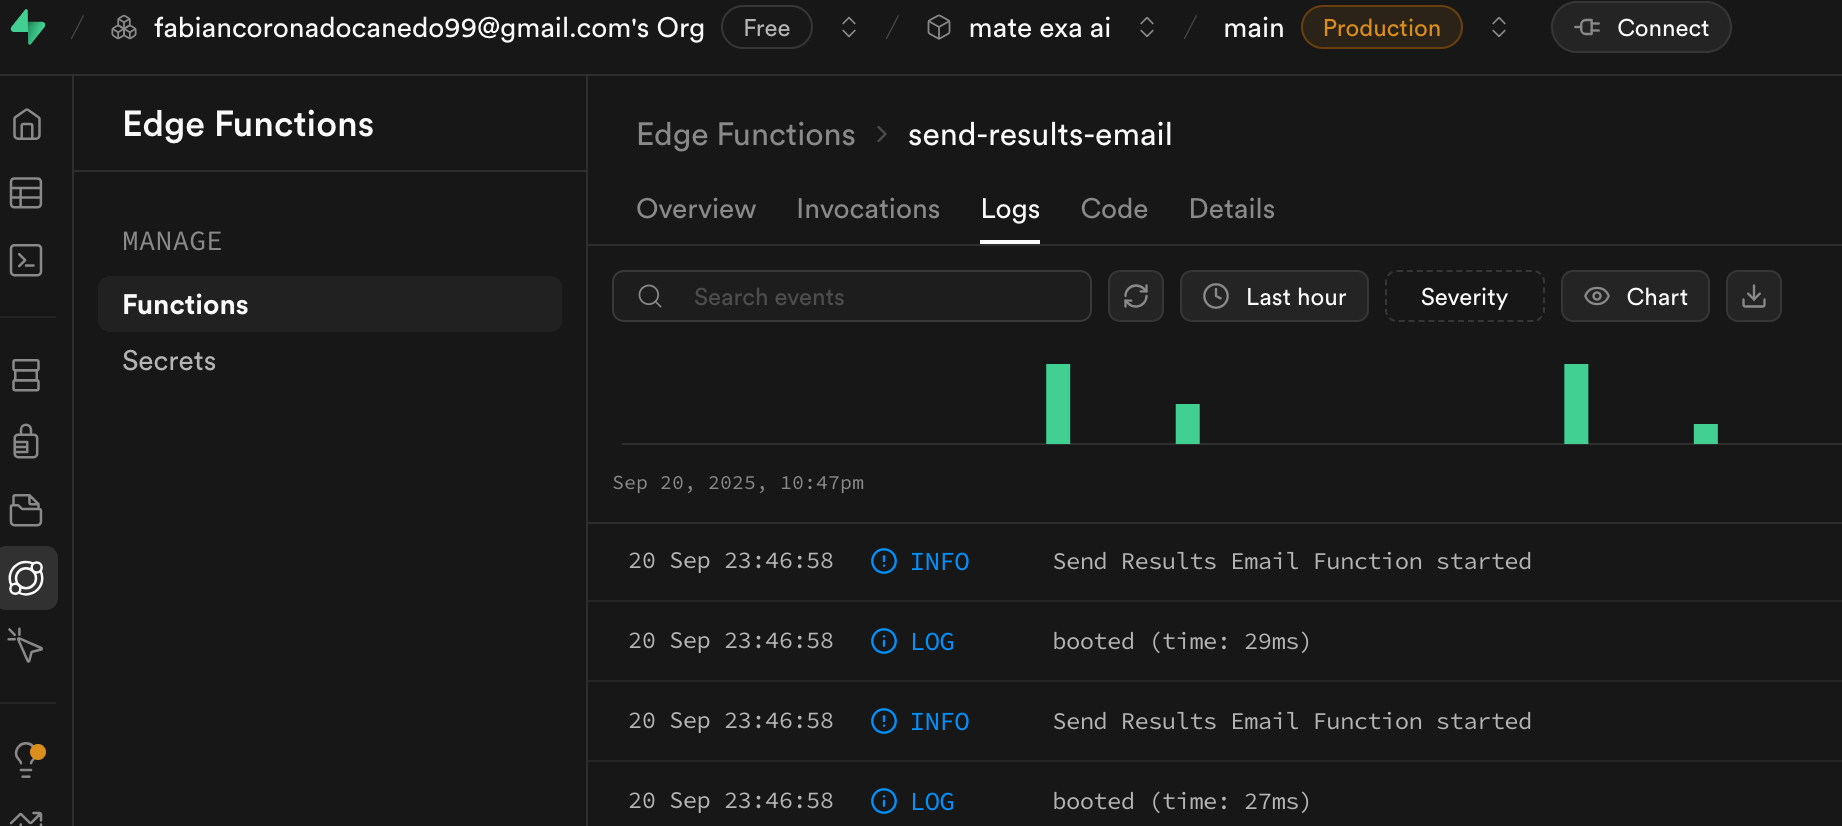 fabiancoronadocanedo99@gmail.com's Org Free mate exa ai main Production Connect
Edge Functions
MANAGE
Functions
Secrets
Edge Functions > send-results-email
Overview Invocations Logs Code Details
Search events Last hour Severity Chart
Sep 20, 2025, 10:47pm
20 Sep 23:46:58 INFO Send Results Email Function started
20 Sep 23:46:58 LOG booted (time: 29ms)
20 Sep 23:46:58 INFO Send Results Email Function started
20 Sep 23:46:58 LOG booted (time: 27ms)